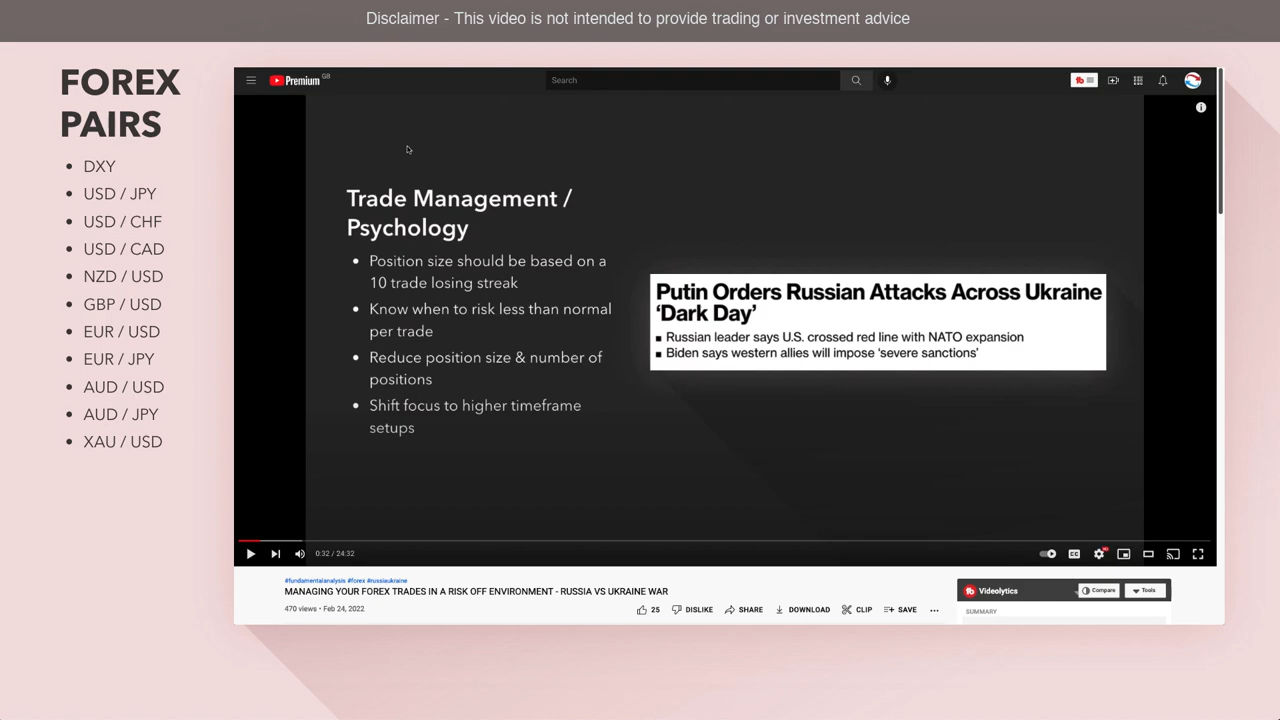 Disclaimer - This video is not intended to provide trading or investment advice
FOREX
PAIRS
• DXY
• USD / JPY
• USD / CHF
• USD / CAD
• NZD / USD
• GBP / USD
• EUR / USD
• EUR / JPY
• AUD / USD
• AUD / JPY
• XAU / USD
Premium GB
Search
Trade Management /
Psychology
• Position size should be based on a
10 trade losing streak
• Know when to risk less than normal
per trade
• Reduce position size & number of
positions
• Shift focus to higher timeframe
setups
Putin Orders Russian Attacks Across Ukraine
‘Dark Day’
▪ Russian leader says U.S. crossed red line with NATO expansion
▪ Biden says western allies will impose ‘severe sanctions’
0:32 / 24:32
CC
#fundamentalanalysis #forex #russiaukraine
MANAGING YOUR FOREX TRADES IN A RISK OFF ENVIRONMENT - RUSSIA VS UKRAINE WAR
470 views • Feb 24, 2022
25 DISLIKE SHARE DOWNLOAD CLIP SAVE ...
tb Videolytics Compare Tools
SUMMARY